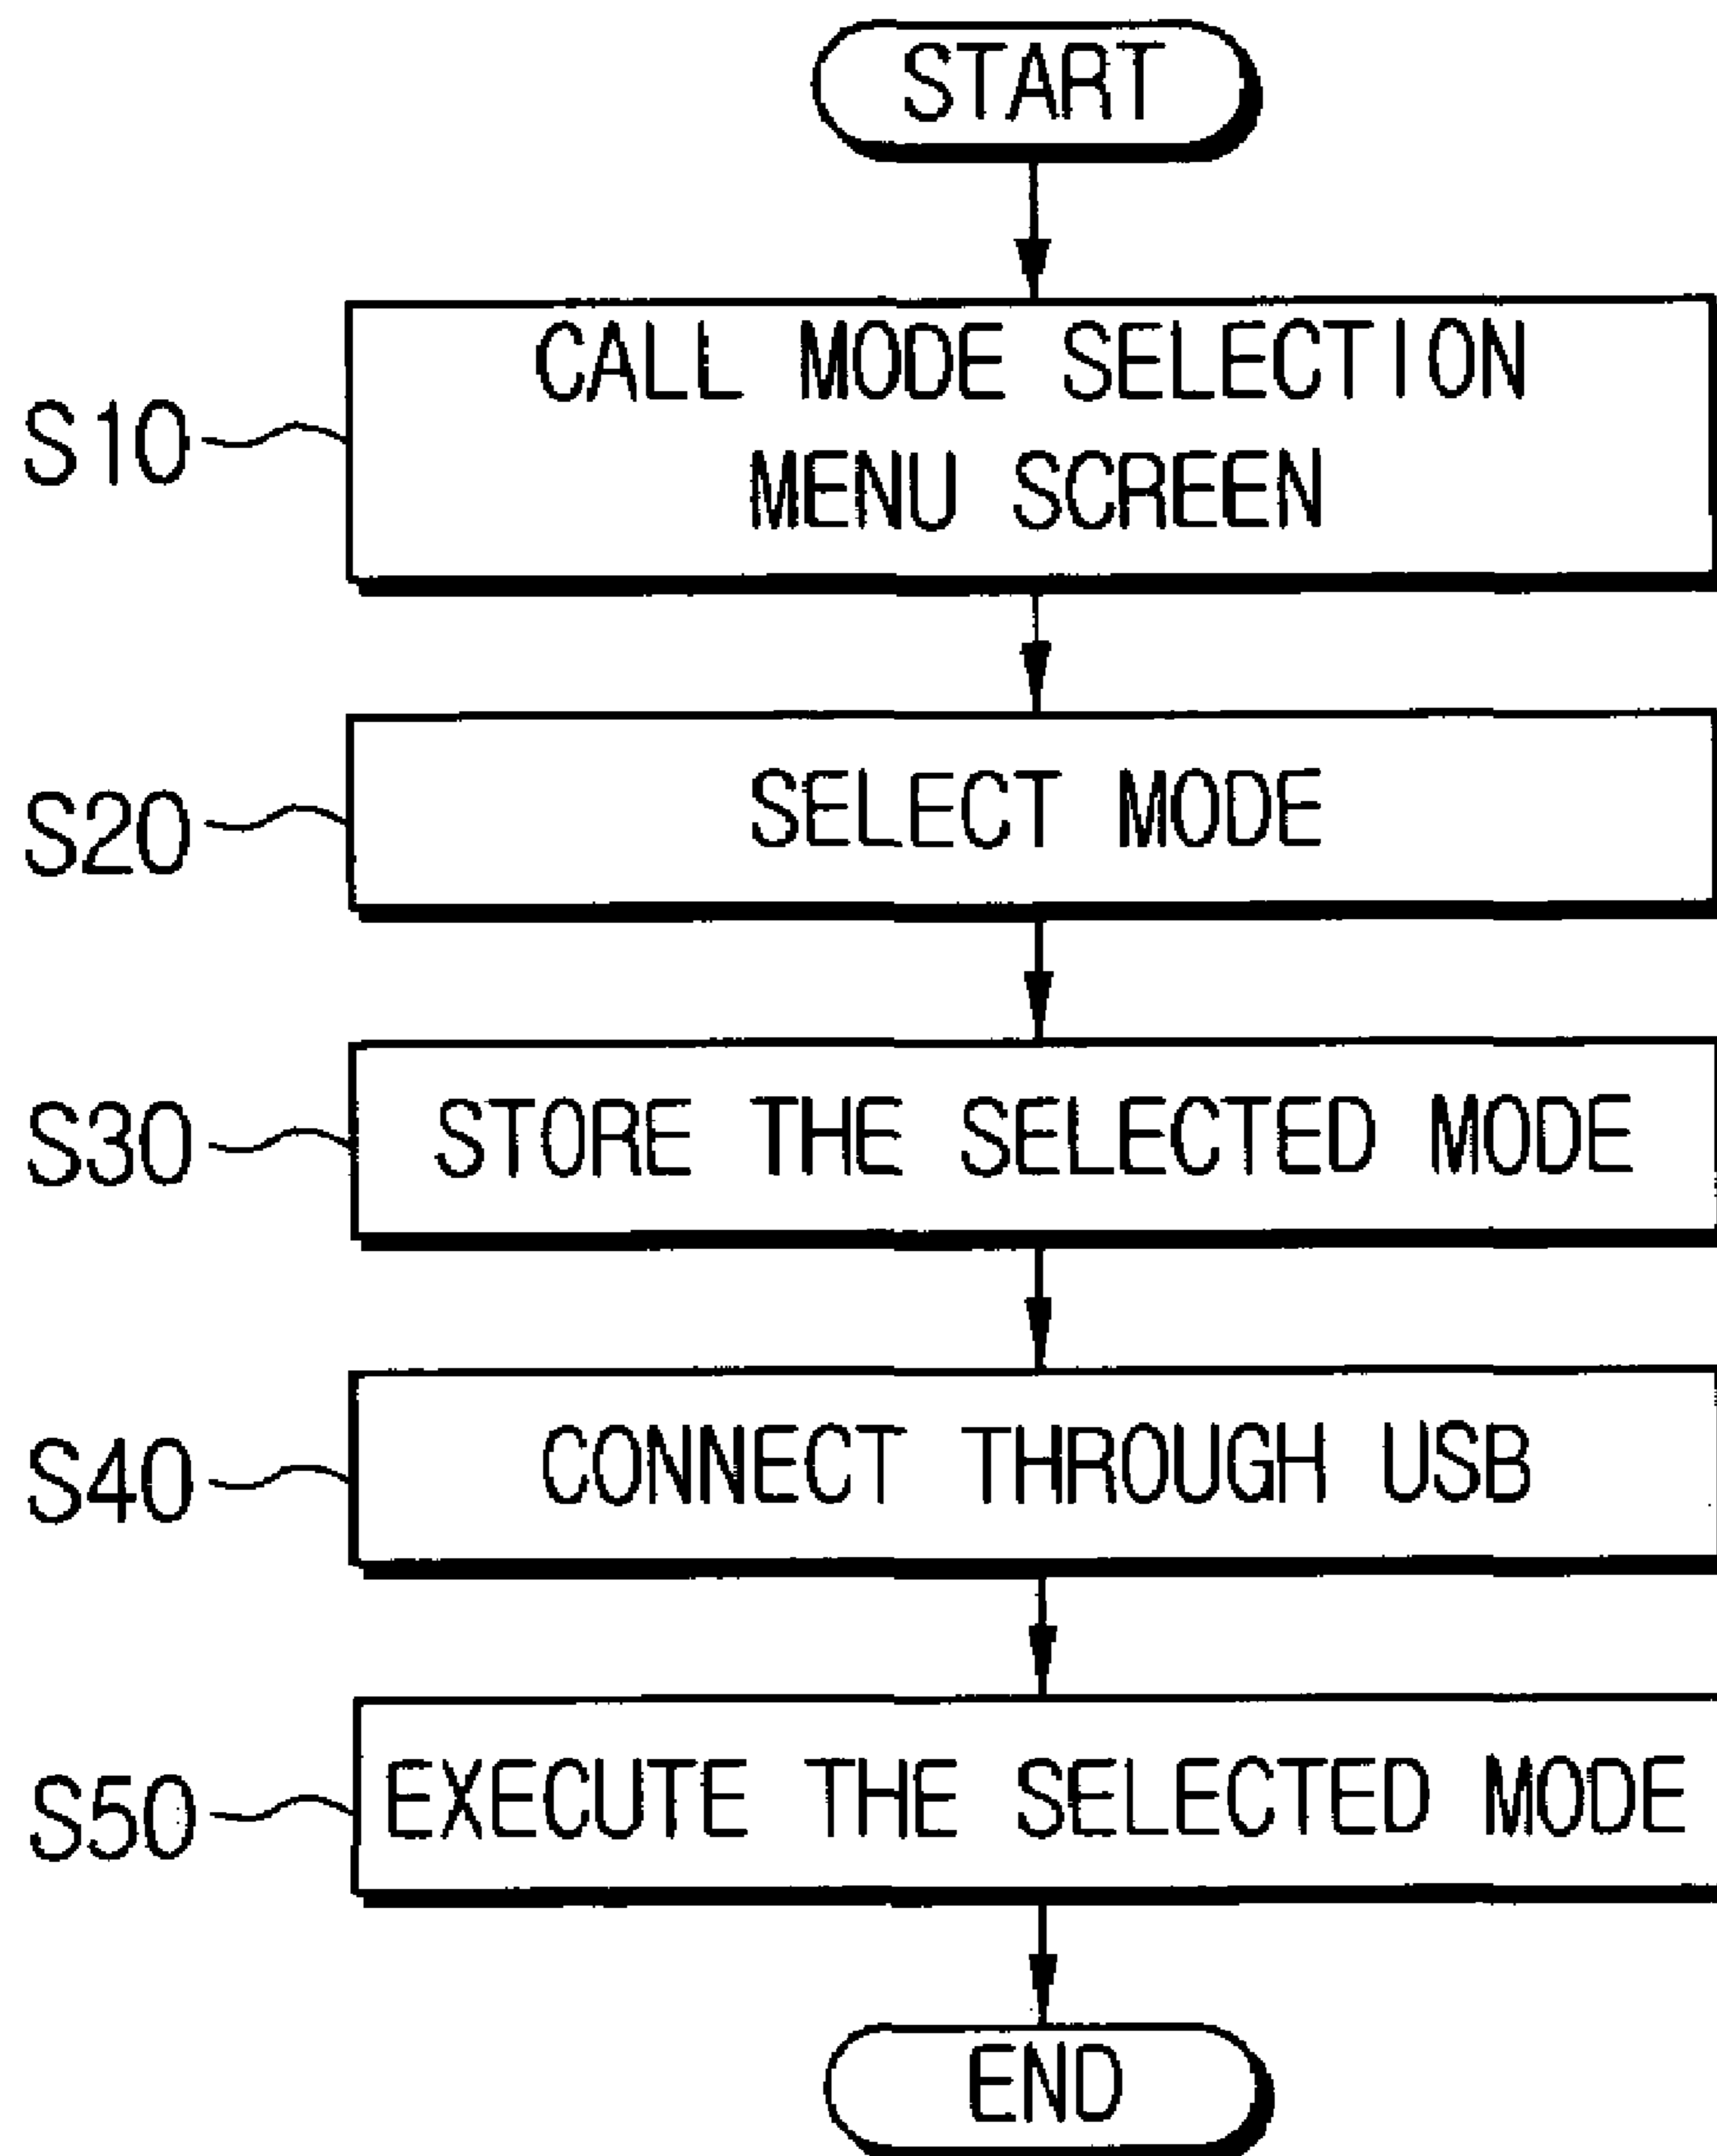 START
S10
CALL MODE SELECTION
MENU SCREEN
S20
SELECT MODE
S30
STORE THE SELECTED MODE
S40
CONNECT THROUGH USB
S50
EXECUTE THE SELECTED MODE
END